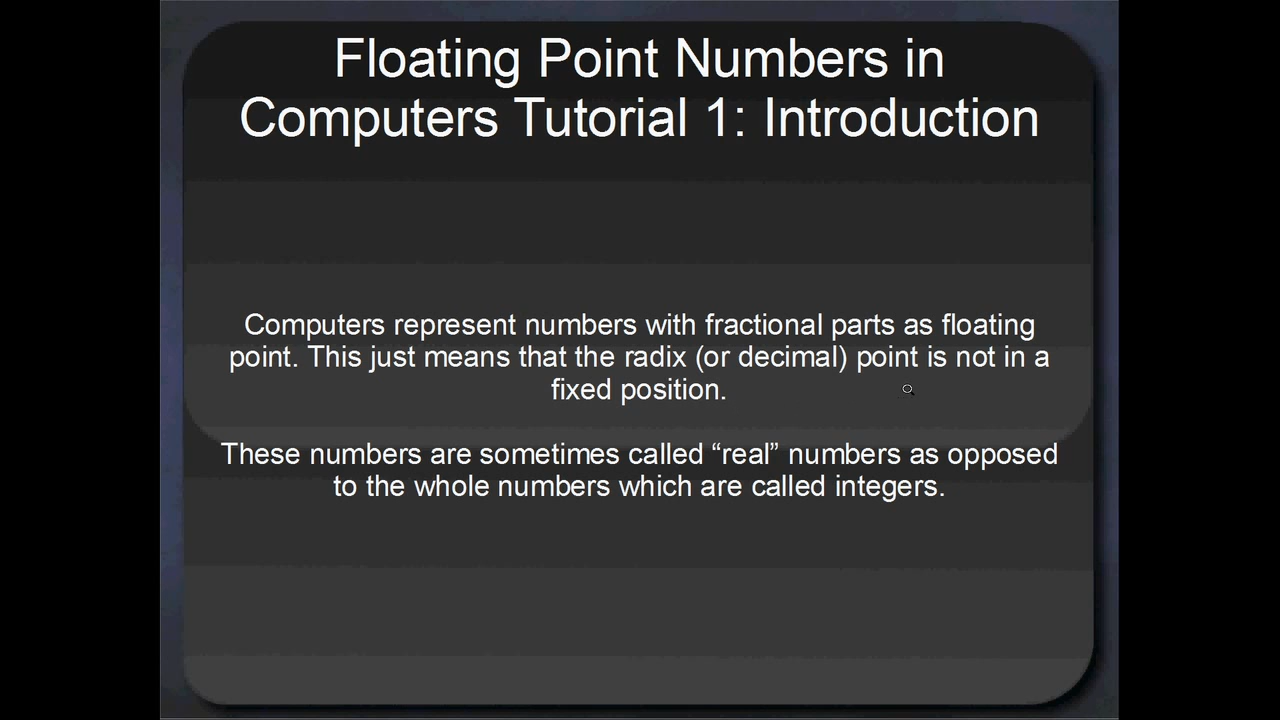 Floating Point Numbers in
Computers Tutorial 1: Introduction
Computers represent numbers with fractional parts as floating
point. This just means that the radix (or decimal) point is not in a
fixed position.
These numbers are sometimes called “real” numbers as opposed
to the whole numbers which are called integers.